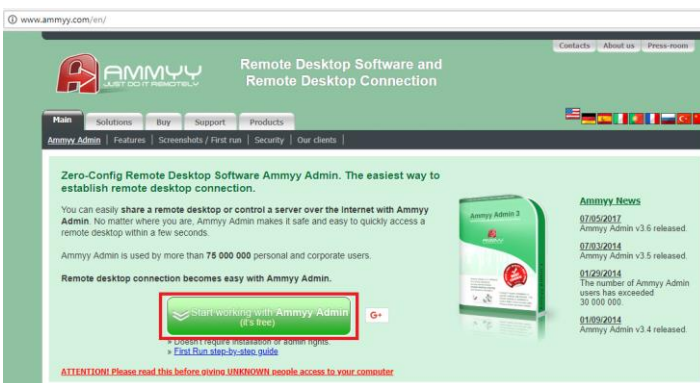 www.ammyy.com/en/
Contacts About us Press-room
AMMYY
JUST DO IT REMOTELY
Remote Desktop Software and
Remote Desktop Connection
Main Solutions Buy Support Products
Ammyy Admin | Features | Screenshots / First run | Security | Our clients |
Zero-Config Remote Desktop Software Ammyy Admin. The easiest way to
establish remote desktop connection.
You can easily share a remote desktop or control a server over the Internet with Ammyy
Admin. No matter where you are, Ammyy Admin makes it safe and easy to quickly access a
remote desktop within a few seconds.
Ammyy Admin is used by more than 75 000 000 personal and corporate users.
Remote desktop connection becomes easy with Ammyy Admin.
Start working with Ammyy Admin
(it's free)
G+
» Doesn't require installation or admin rights.
» First Run step-by-step guide
ATTENTION! Please read this before giving UNKNOWN people access to your computer
Ammyy Admin 3
Ammyy News
07/05/2017
Ammyy Admin v3.6 released.
07/03/2014
Ammyy Admin v3.5 released.
01/29/2014
The number of Ammyy Admin
users has exceeded
30 000 000.
01/09/2014
Ammyy Admin v3.4 released.